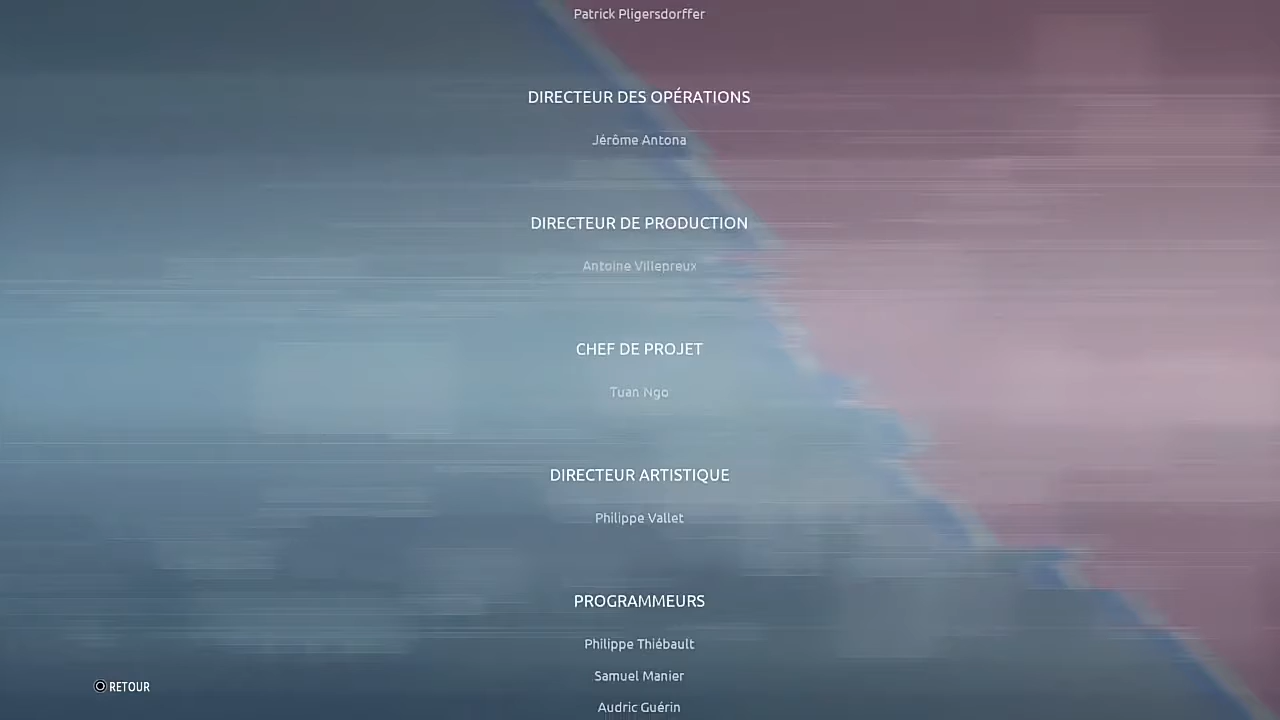 Patrick Pligersdorffer
DIRECTEUR DES OPÉRATIONS
Jérôme Antona
DIRECTEUR DE PRODUCTION
Antoine Villepreux
CHEF DE PROJET
Tuan Ngo
DIRECTEUR ARTISTIQUE
Philippe Vallet
PROGRAMMEURS
Philippe Thiébault
Samuel Manier
Audric Guérin
RETOUR